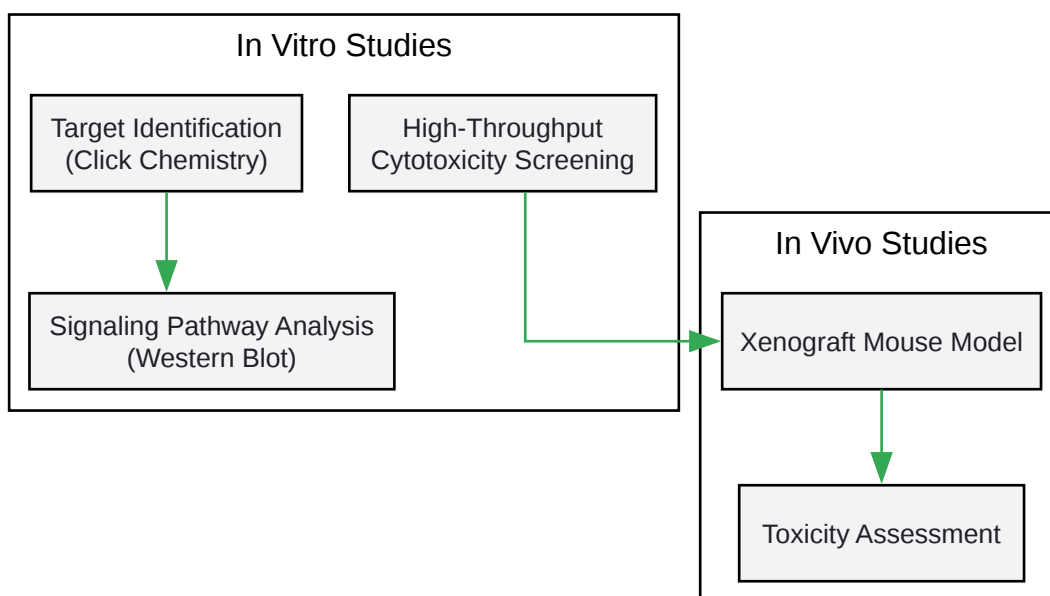 In Vitro Studies
Target Identification
(Click Chemistry)
High-Throughput
Cytotoxicity Screening
Signaling Pathway Analysis
(Western Blot)
In Vivo Studies
Xenograft Mouse Model
Toxicity Assessment